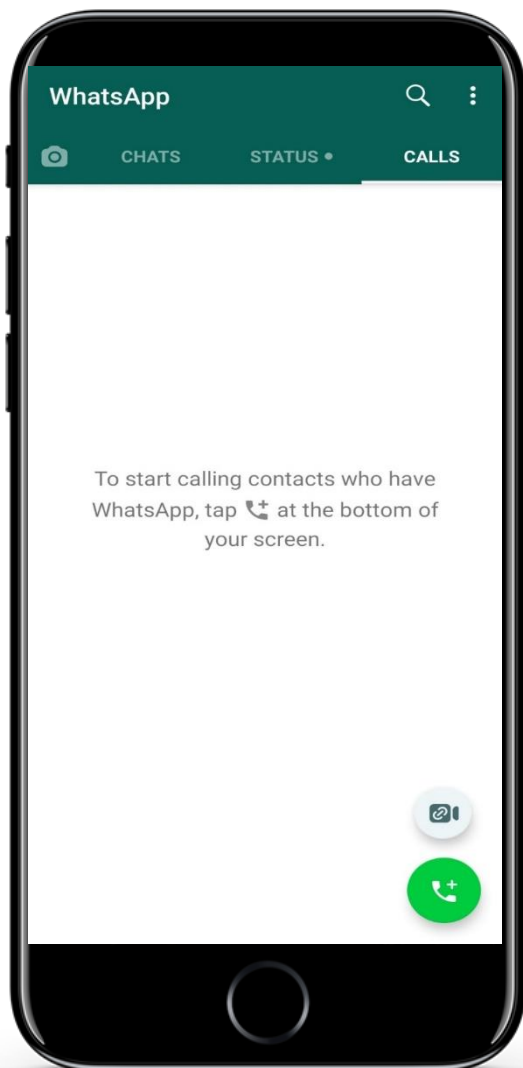 WhatsApp
CHATS
STATUS
CALLS
To start calling contacts who have
WhatsApp, tap at the bottom of
your screen.